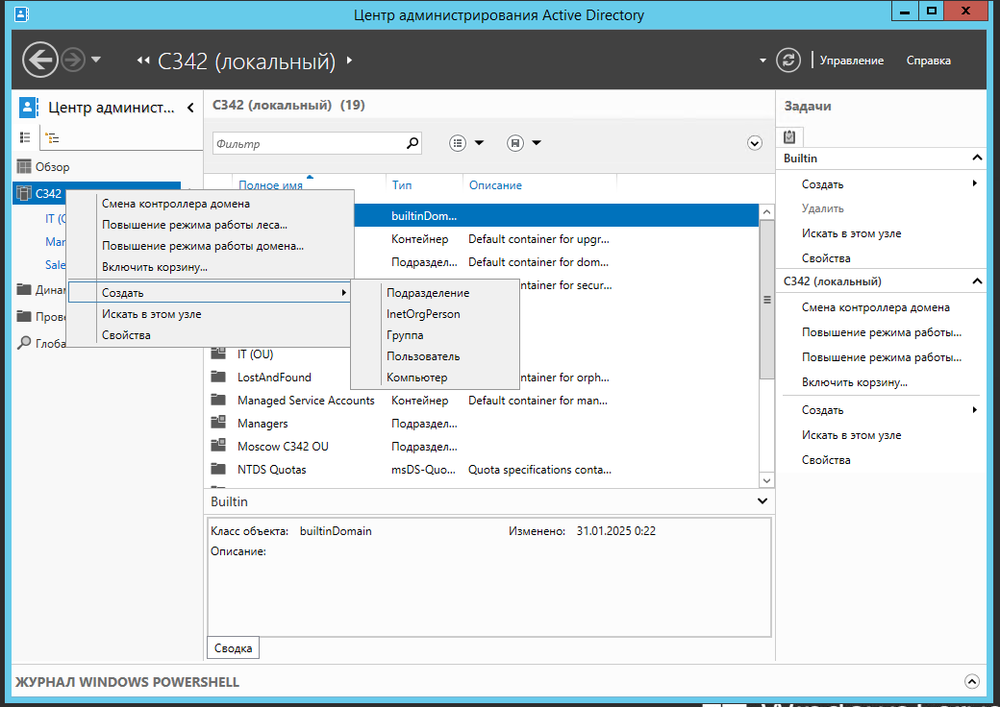 Центр администрирования Active Directory
C342 (локальный)
Управление
Справка
Центр админист...
Обзор
C342
IT (
Mar
Sale
Дина
Прове
Глоба
C342 (локальный) (19)
Фильтр
Полное имя
Тип
Описание
builtinDom...
Контейнер Default container for upgr...
Подраздел... Default container for dom...
ntainer for secur...
IT (OU)
LostAndFound
ntainer for orph...
Managed Service Accounts Контейнер Default container for man...
Managers Подраздел...
Moscow C342 OU Подраздел...
NTDS Quotas msDS-Quo... Quota specifications conta...
Смена контроллера домена
Повышение режима работы леса...
Повышение режима работы домена...
Включить корзину...
Создать
Искать в этом узле
Свойства
Подразделение
InetOrgPerson
Группа
Пользователь
Компьютер
Builtin
Класс объекта: builtinDomain
Изменено: 31.01.2025 0:22
Описание:
Сводка
Задачи
Builtin
Создать
Удалить
Искать в этом узле
Свойства
C342 (локальный)
Смена контроллера домена
Повышение режима работы...
Повышение режима работы...
Включить корзину...
Создать
Искать в этом узле
Свойства
ЖУРНАЛ WINDOWS POWERSHELL